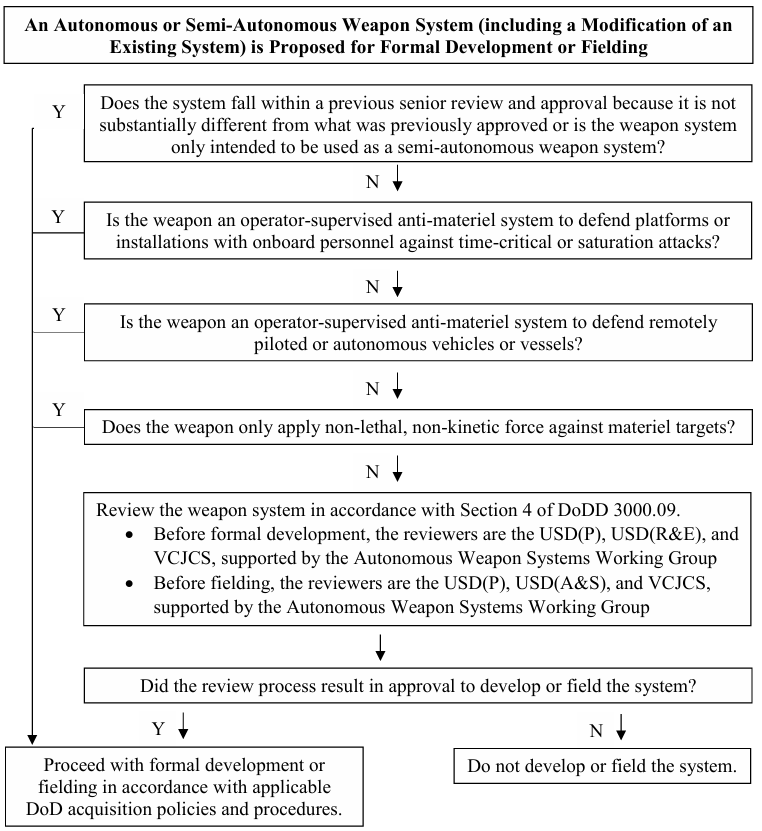 An Autonomous or Semi-Autonomous Weapon System (including a Modification of an
Existing System) is Proposed for Formal Development or Fielding
Y
Does the system fall within a previous senior review and approval because it is not
substantially different from what was previously approved or is the weapon system
only intended to be used as a semi-autonomous weapon system?
N
Y
Is the weapon an operator-supervised anti-materiel system to defend platforms or
installations with onboard personnel against time-critical or saturation attacks?
N
Y
Is the weapon an operator-supervised anti-materiel system to defend remotely
piloted or autonomous vehicles or vessels?
N
Y
Does the weapon only apply non-lethal, non-kinetic force against materiel targets?
N
Review the weapon system in accordance with Section 4 of DoDD 3000.09.
• Before formal development, the reviewers are the USD(P), USD(R&E), and
VCJCS, supported by the Autonomous Weapon Systems Working Group
• Before fielding, the reviewers are the USD(P), USD(A&S), and VCJCS,
supported by the Autonomous Weapon Systems Working Group
Did the review process result in approval to develop or field the system?
Y
N
Proceed with formal development or
fielding in accordance with applicable
DoD acquisition policies and procedures.
Do not develop or field the system.